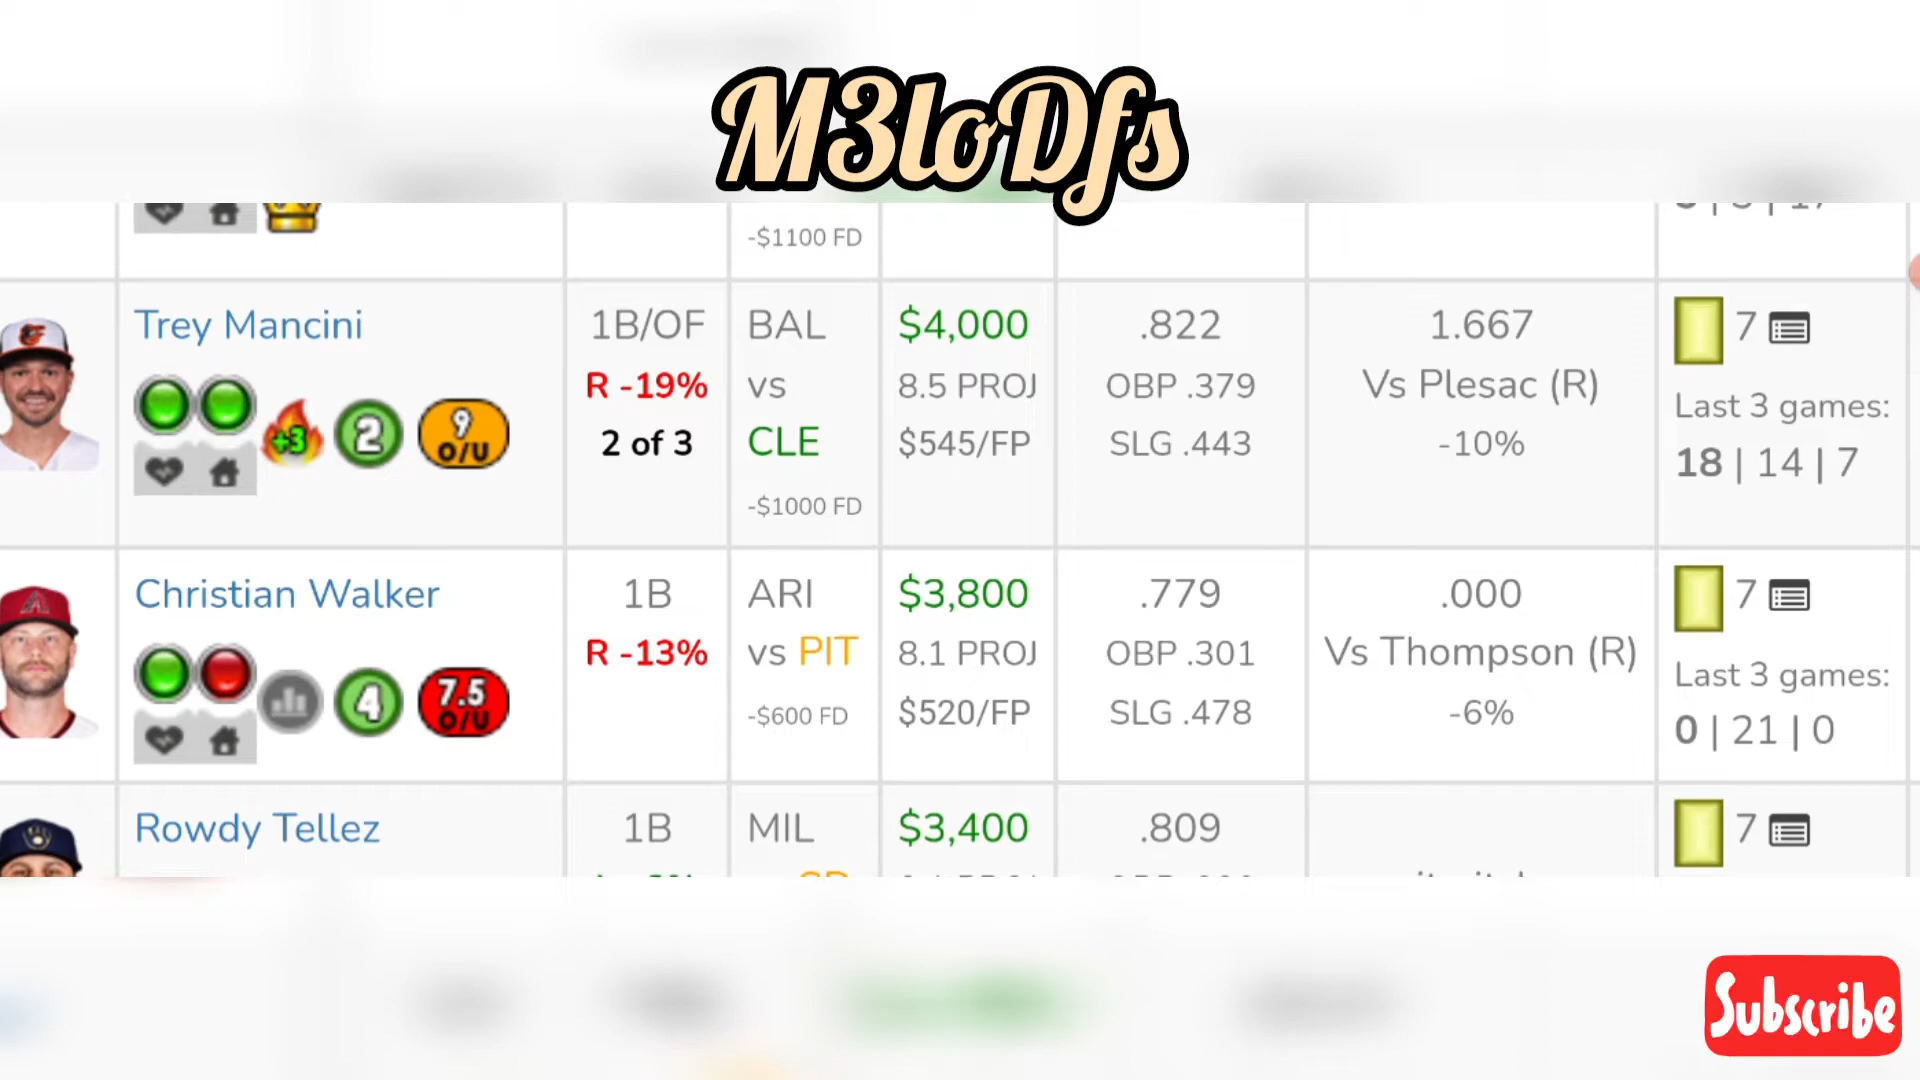 M3loDfs
-$1100 FD
Trey Mancini
1B/OF
BAL
$4,000
.822
1.667
7
R -19%
vs
8.5 PROJ
OBP .379
Vs Plesac (R)
Last 3 games:
+3
2
9
O/U
2 of 3
CLE
$545/FP
SLG .443
-10%
18 | 14 | 7
-$1000 FD
Christian Walker
1B
ARI
$3,800
.779
.000
7
R -13%
vs PIT
8.1 PROJ
OBP .301
Vs Thompson (R)
Last 3 games:
4
7.5
O/U
-$600 FD
$520/FP
SLG .478
-6%
0 | 21 | 0
Rowdy Tellez
1B
MIL
$3,400
.809
7
Subscribe